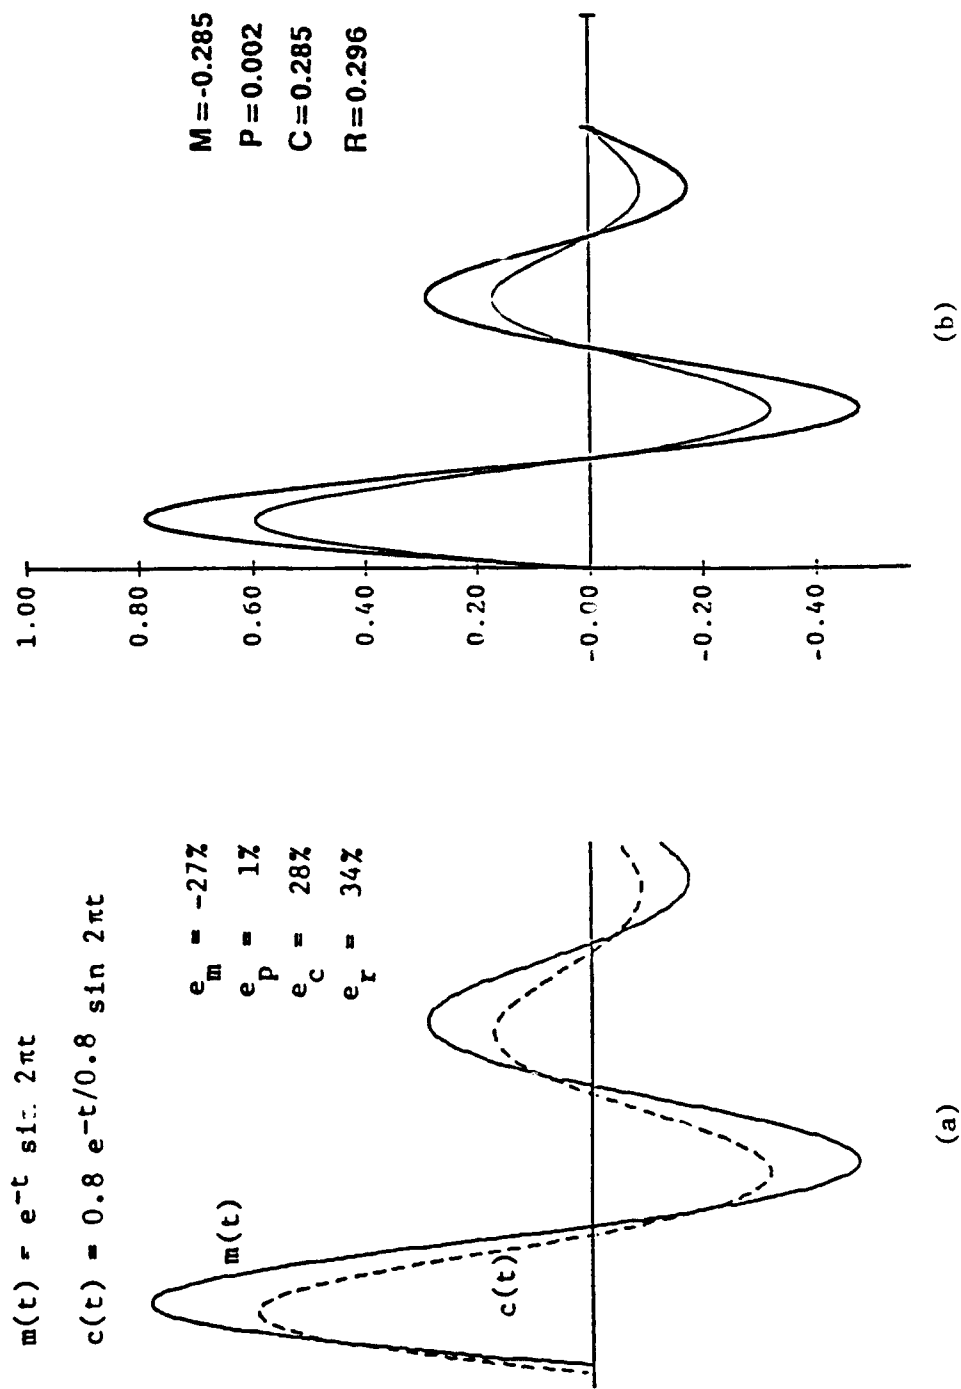 m(t) = e⁻ᵗ sin 2πt
c(t) = 0.8 e⁻ᵗ/⁰·⁸ sin 2πt
e_m = -27%
e_p = 1%
e_c = 28%
e_r = 34%
m(t)
c(t)
(a)
M=-0.285
P=0.002
C=0.285
R=0.296
1.00
0.80
0.60
0.40
0.20
-0.00
-0.20
-0.40
(b)